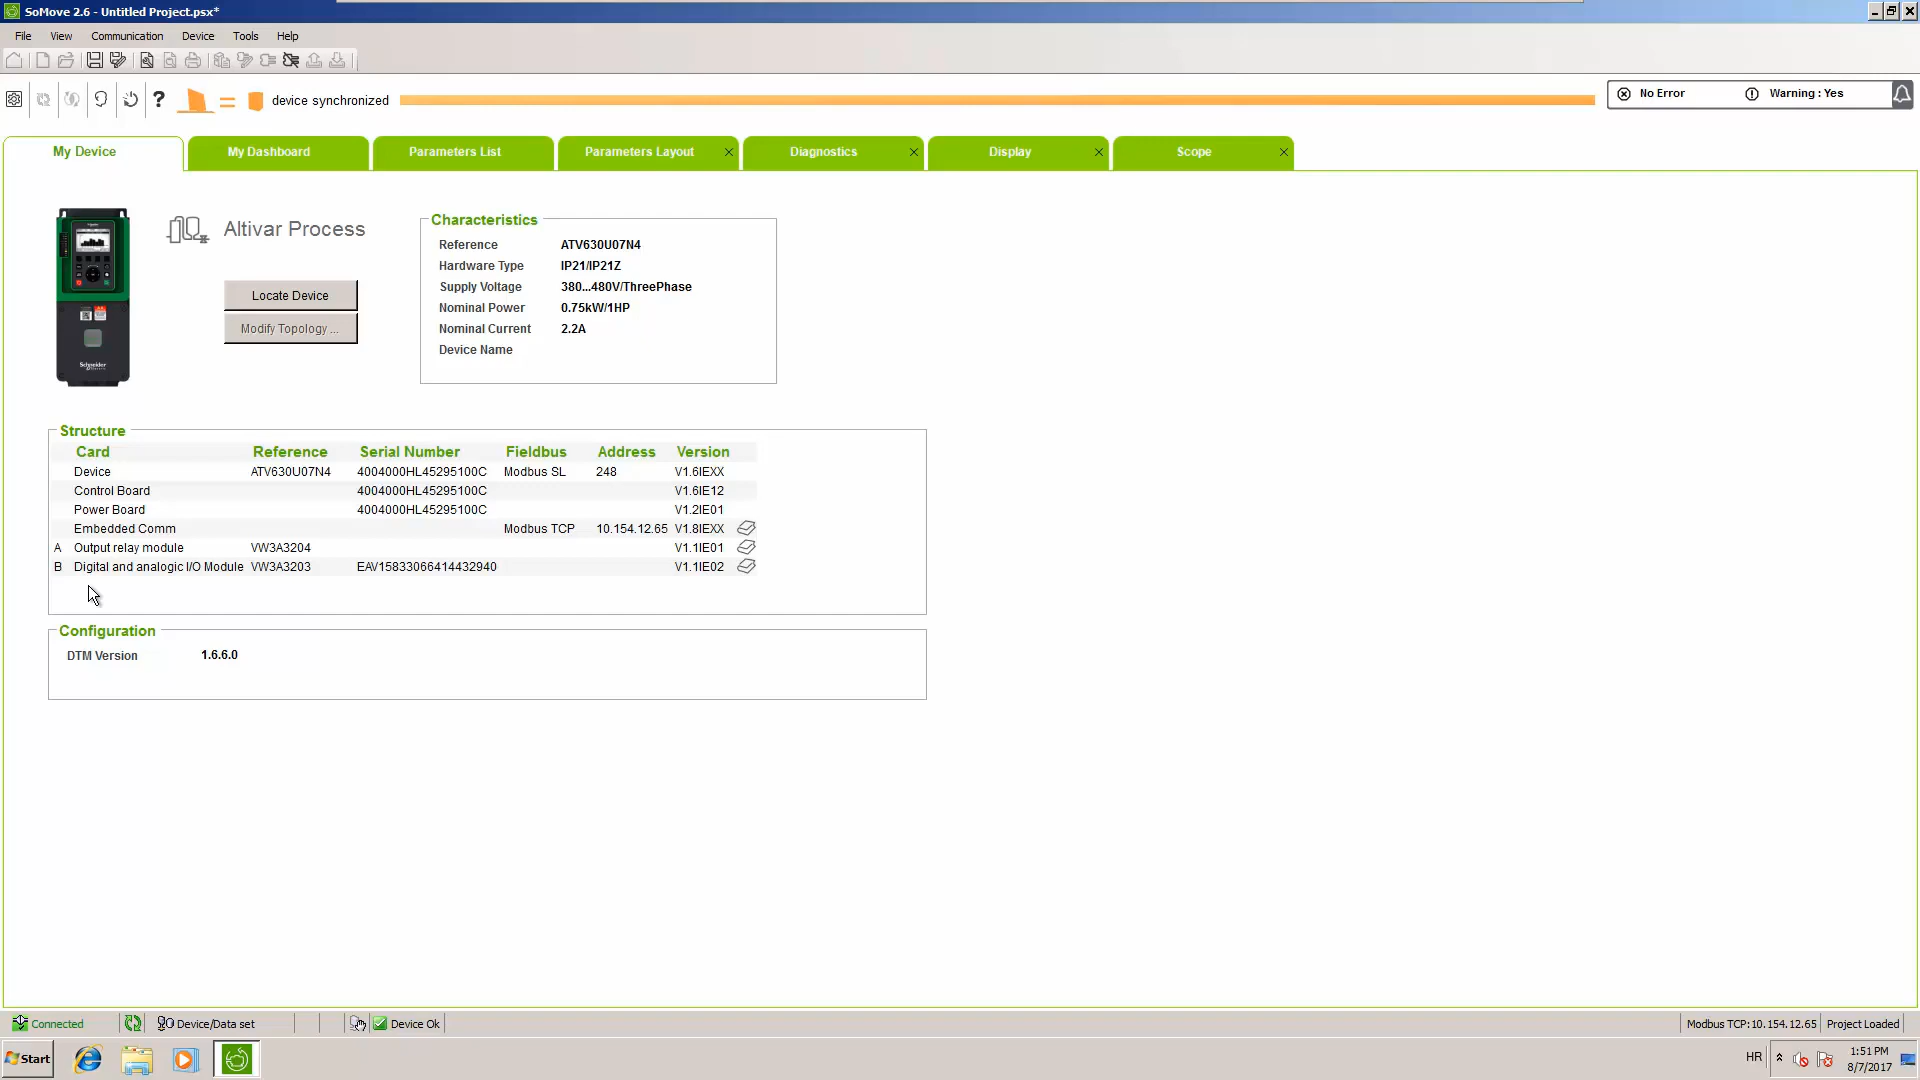 SoMove 2.6 - Untitled Project.psx*
File View Communication Device Tools Help
? = device synchronized
No Error Warning : Yes
My Device My Dashboard Parameters List Parameters Layout Diagnostics Display Scope
Altivar Process
Locate Device
Modify Topology ...
Schneider
Characteristics
Reference ATV630U07N4
Hardware Type IP21/IP21Z
Supply Voltage 380...480V/ThreePhase
Nominal Power 0.75kW/1HP
Nominal Current 2.2A
Device Name
Structure
Card Reference Serial Number Fieldbus Address Version
Device ATV630U07N4 4004000HL45295100C Modbus SL 248 V1.6IEXX
Control Board 4004000HL45295100C V1.6IE12
Power Board 4004000HL45295100C V1.2IE01
Embedded Comm Modbus TCP 10.154.12.65 V1.8IEXX
A Output relay module VW3A3204 V1.1IE01
B Digital and analogic I/O Module VW3A3203 EAV15833066414432940 V1.1IE02
Configuration
DTM Version 1.6.6.0
Connected Device/Data set Device Ok Modbus TCP:10.154.12.65 Project Loaded
Start HR 1:51 PM
8/7/2017